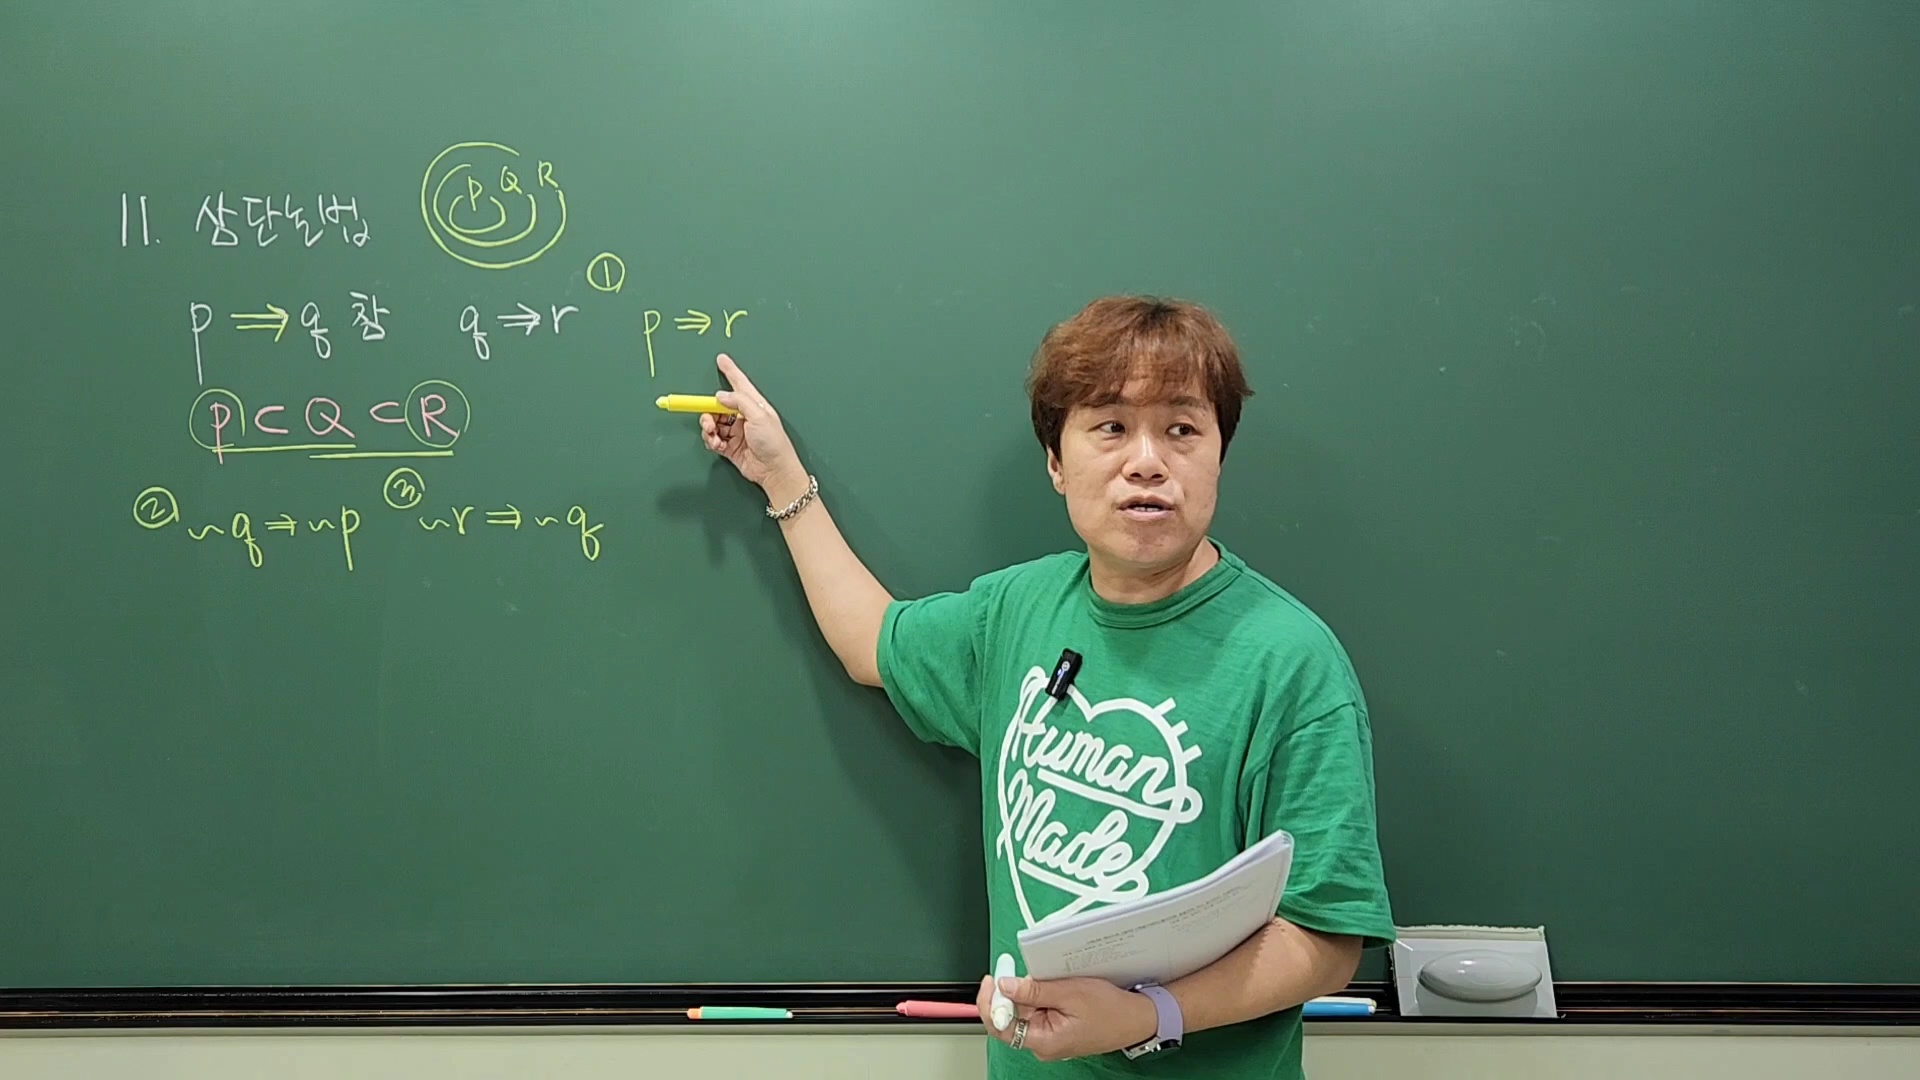 11. 삼단논법
P Q R
①
p ⇒ q 참 q ⇒ r p ⇒ r
P ⊂ Q ⊂ R
② ~q ⇒ ~p ③ ~r ⇒ ~q
Human
Made